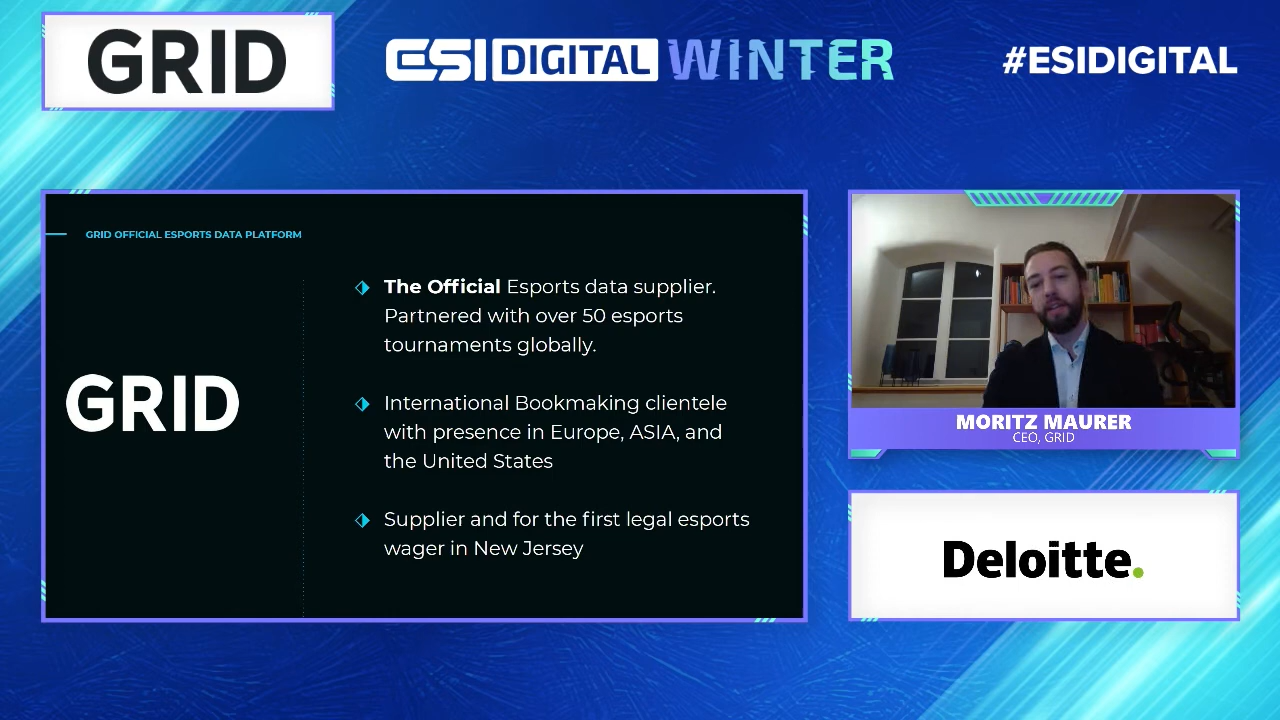 GRID
ESI DIGITAL WINTER
#ESIDIGITAL
GRID OFFICIAL ESPORTS DATA PLATFORM
GRID
The Official Esports data supplier.
Partnered with over 50 esports
tournaments globally.
International Bookmaking clientele
with presence in Europe, ASIA, and
the United States
Supplier and for the first legal esports
wager in New Jersey
MORITZ MAURER
CEO, GRID
Deloitte.